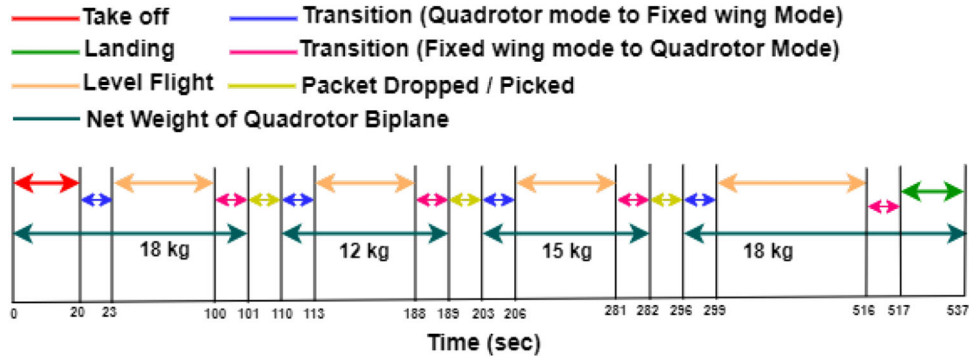 Take off
Transition (Quadrotor mode to Fixed wing Mode)
Landing
Transition (Fixed wing mode to Quadrotor Mode)
Level Flight
Packet Dropped / Picked
Net Weight of Quadrotor Biplane
18 kg
12 kg
15 kg
18 kg
0 20 23 100 101 110 113 188 189 203 206 281 282 296 299 516 517 537
Time (sec)